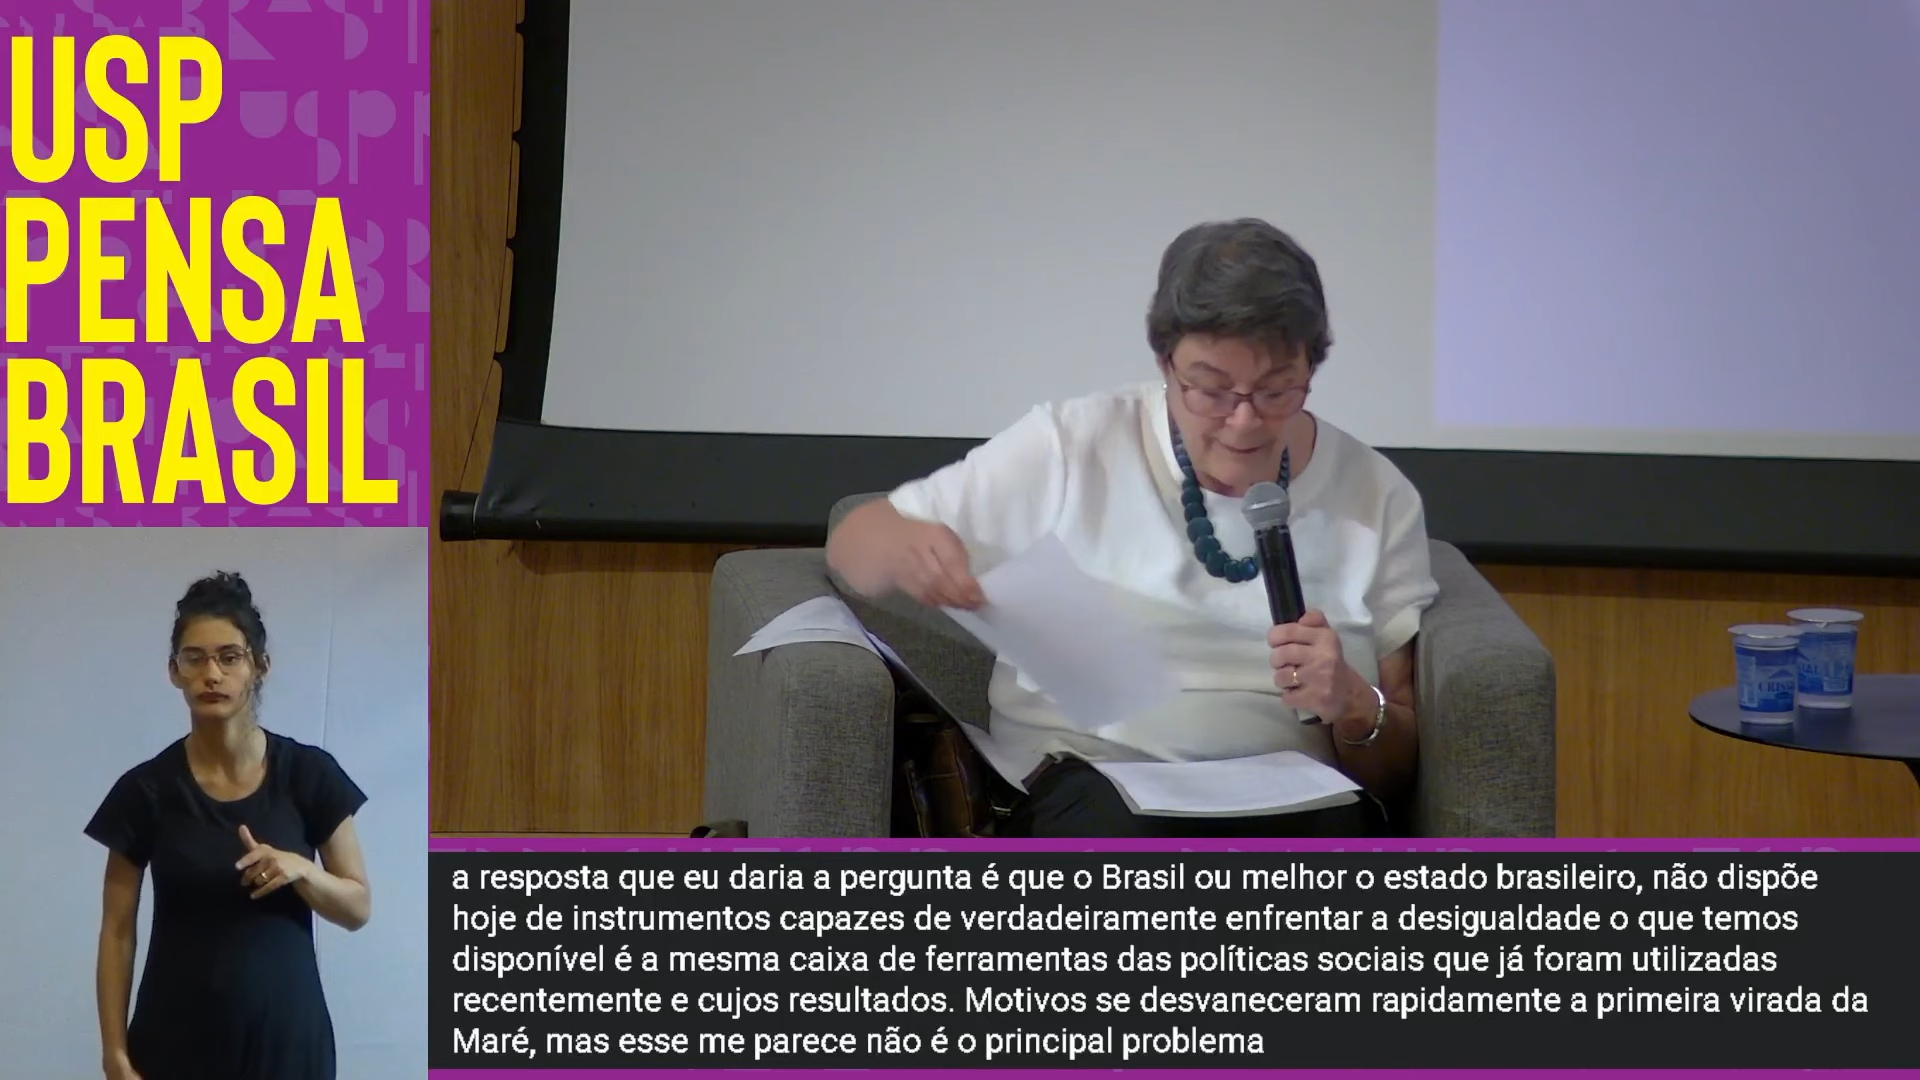 USP
PENSA
BRASIL
a resposta que eu daria a pergunta é que o Brasil ou melhor o estado brasileiro, não dispõe
hoje de instrumentos capazes de verdadeiramente enfrentar a desigualdade o que temos
disponível é a mesma caixa de ferramentas das políticas sociais que já foram utilizadas
recentemente e cujos resultados. Motivos se desvaneceram rapidamente a primeira virada da
Maré, mas esse me parece não é o principal problema